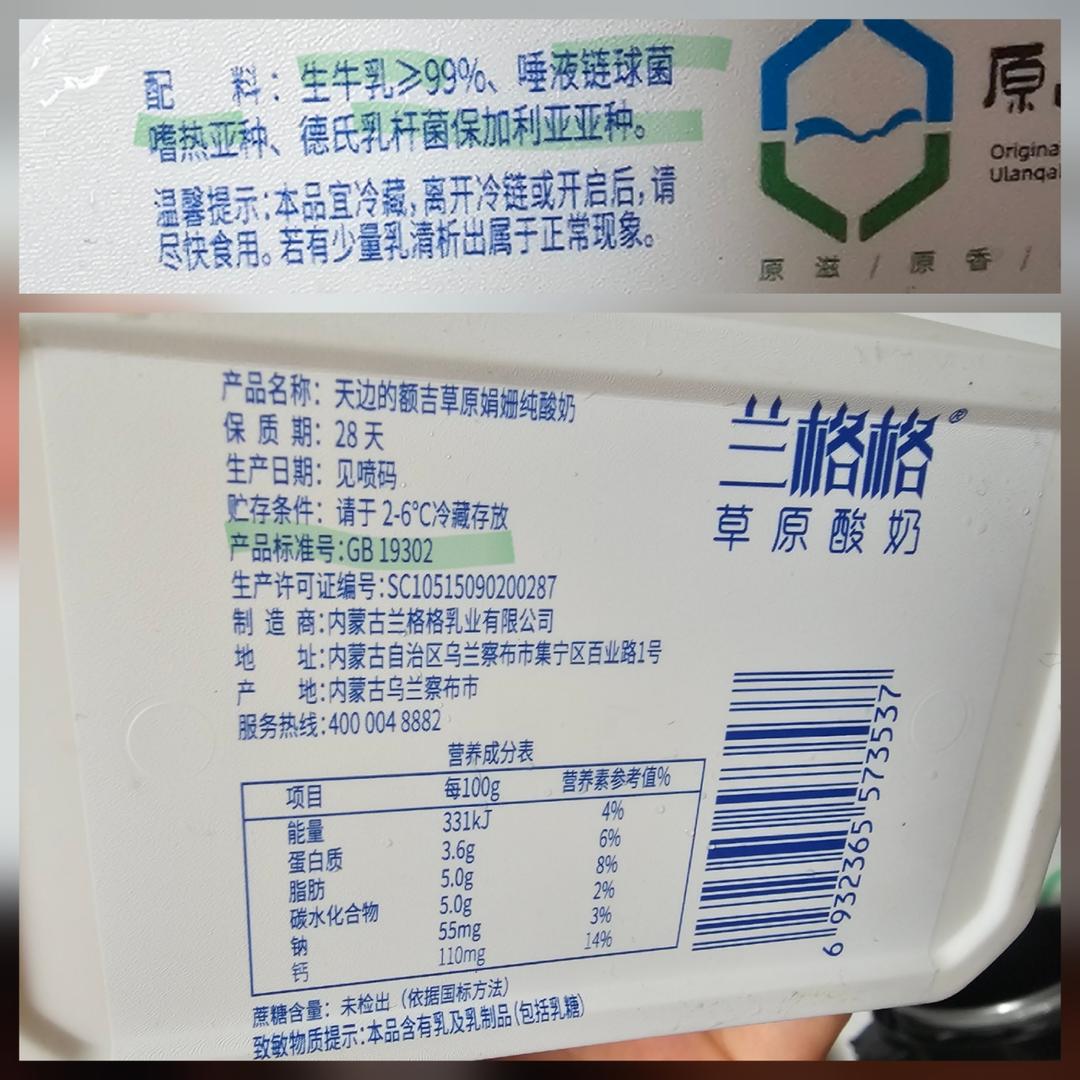 配 料：生牛乳≥99%、唾液链球菌
嗜热亚种、德氏乳杆菌保加利亚亚种。
温馨提示:本品宜冷藏,离开冷链或开启后,请
尽快食用。若有少量乳清析出属于正常现象。
原
Origina
Ulanqa
原 滋 / 原 香 /
产品名称：天边的额吉草原娟姗纯酸奶
保 质 期：28 天
生产日期：见喷码
贮存条件：请于 2-6°C冷藏存放
产品标准号:GB 19302
生产许可证编号:SC10515090200287
制 造 商:内蒙古兰格格乳业有限公司
地 址:内蒙古自治区乌兰察布市集宁区百业路1号
产 地:内蒙古乌兰察布市
服务热线:400 004 8882
兰格格®
草原酸奶
营养成分表
项目 每100g 营养素参考值%
能量 331kJ 4%
蛋白质 3.6g 6%
脂肪 5.0g 8%
碳水化合物 5.0g 2%
钠 55mg 3%
钙 110mg 14%
蔗糖含量：未检出（依据国标方法）
致敏物质提示:本品含有乳及乳制品(包括乳糖)
6 932365 573537